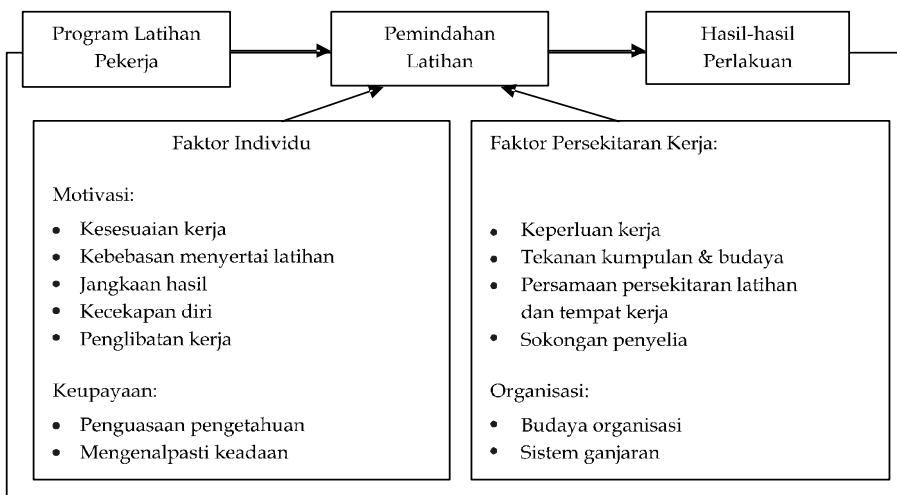 Program Latihan
Pekerja
Pemindahan
Latihan
Hasil-hasil
Perlakuan
Faktor Individu
Motivasi:
• Kesesuaian kerja
• Kebebasan menyertai latihan
• Jangkaan hasil
• Kecekapan diri
• Penglibatan kerja
Keupayaan:
• Penguasaan pengetahuan
• Mengenalpasti keadaan
Faktor Persekitaran Kerja:
• Keperluan kerja
• Tekanan kumpulan & budaya
• Persamaan persekitaran latihan
dan tempat kerja
• Sokongan penyelia
Organisasi:
• Budaya organisasi
• Sistem ganjaran